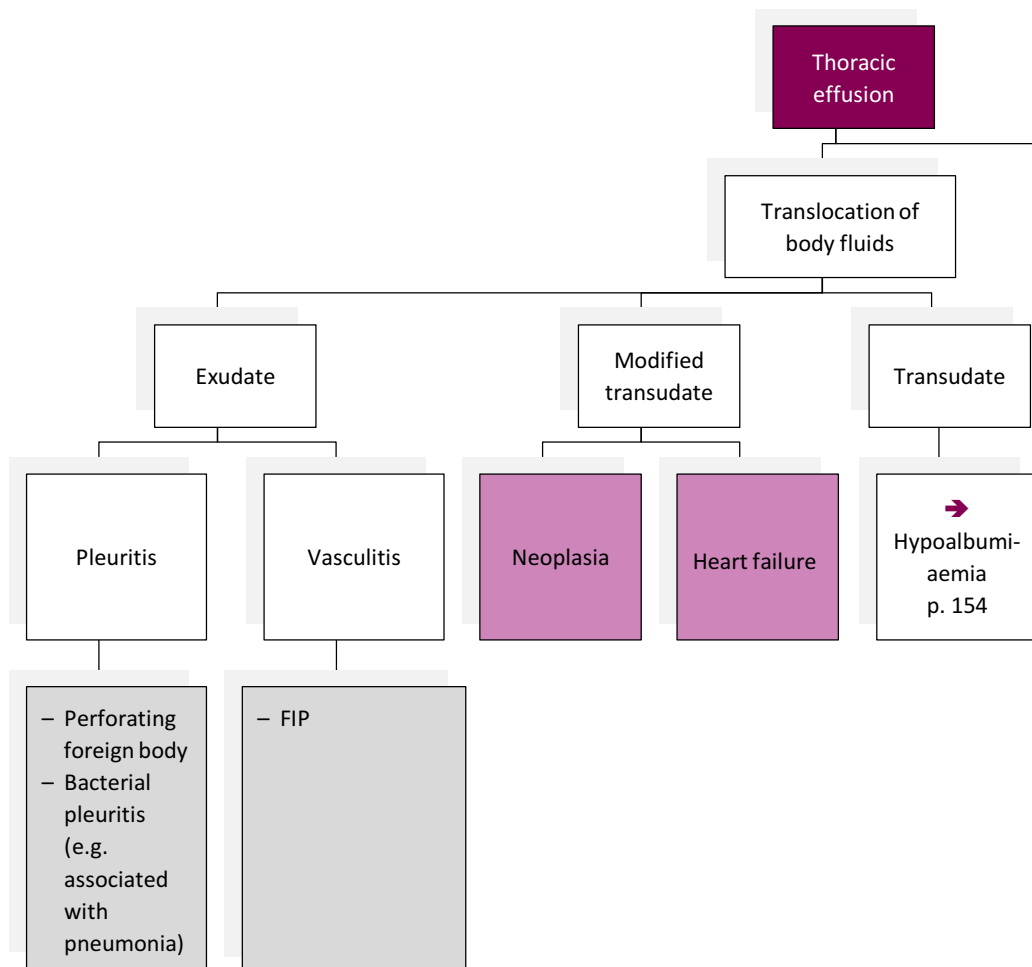 Thoracic
effusion
Translocation of
body fluids
Exudate
Modified
transudate
Transudate
Pleuritis
Vasculitis
Neoplasia
Heart failure
➔
Hypoalbumi-
aemia
p. 154
– Perforating
foreign body
– Bacterial
pleuritis
(e.g.
associated
with
pneumonia)
– FIP